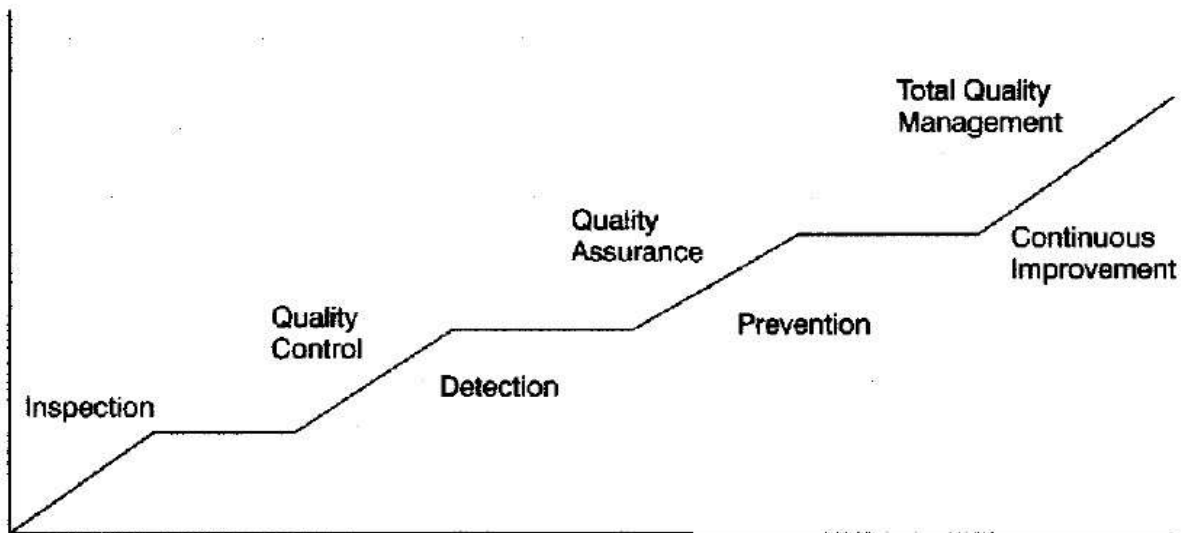 Total Quality
Management
Quality
Assurance
Continuous
Improvement
Quality
Control
Prevention
Detection
Inspection